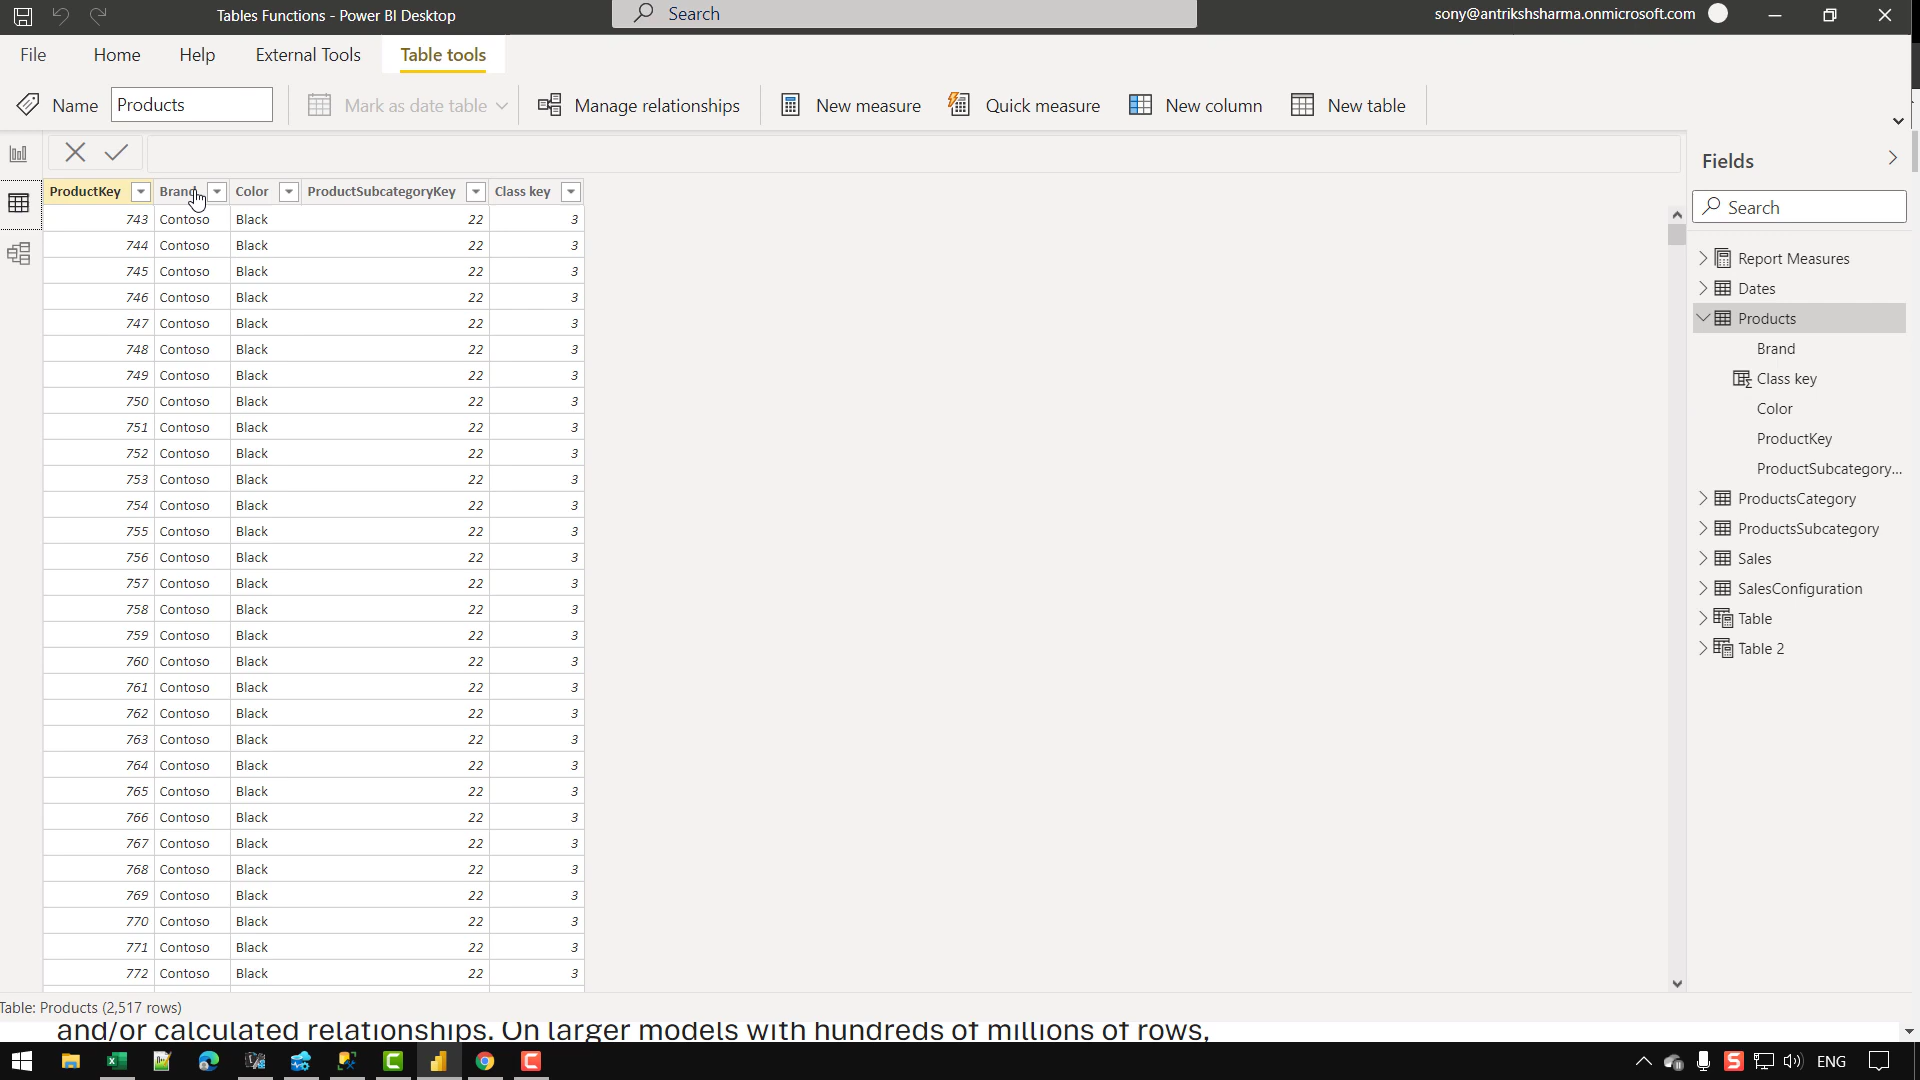 Tables Functions - Power BI Desktop
Search
sony@antrikshsharma.onmicrosoft.com
File Home Help External Tools Table tools
Name Products Mark as date table Manage relationships New measure Quick measure New column New table
Fields
Search
ProductKey Brand Color ProductSubcategoryKey Class key
743 Contoso Black 22 3
744 Contoso Black 22 3
745 Contoso Black 22 3
746 Contoso Black 22 3
747 Contoso Black 22 3
748 Contoso Black 22 3
749 Contoso Black 22 3
750 Contoso Black 22 3
751 Contoso Black 22 3
752 Contoso Black 22 3
753 Contoso Black 22 3
754 Contoso Black 22 3
755 Contoso Black 22 3
756 Contoso Black 22 3
757 Contoso Black 22 3
758 Contoso Black 22 3
759 Contoso Black 22 3
760 Contoso Black 22 3
761 Contoso Black 22 3
762 Contoso Black 22 3
763 Contoso Black 22 3
764 Contoso Black 22 3
765 Contoso Black 22 3
766 Contoso Black 22 3
767 Contoso Black 22 3
768 Contoso Black 22 3
769 Contoso Black 22 3
770 Contoso Black 22 3
771 Contoso Black 22 3
772 Contoso Black 22 3
Report Measures
Dates
Products
Brand
Class key
Color
ProductKey
ProductSubcategory...
ProductsCategory
ProductsSubcategory
Sales
SalesConfiguration
Table
Table 2
Table: Products (2,517 rows)
and/or calculated relationships. On larger models with hundreds of millions of rows,
ENG